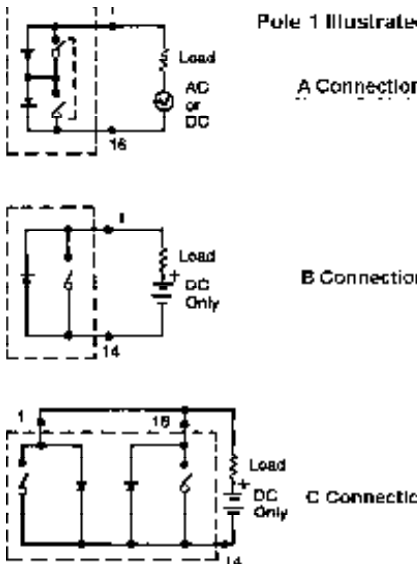 Pole 1 Illustrated
1
Load
AC
or
DC
A Connection
16
1
Load
+
DC
Only
B Connection
14
1
16
Load
+
DC
Only
C Connectio
14